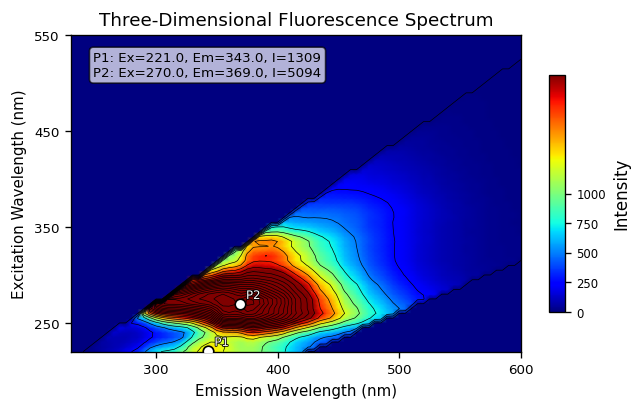 Three-Dimensional Fluorescence Spectrum
P1: Ex=221.0, Em=343.0, I=1309
P2: Ex=270.0, Em=369.0, I=5094
550
450
350
250
Excitation Wavelength (nm)
P2
P1
300
400
500
600
Emission Wavelength (nm)
1000
750
500
250
0
Intensity